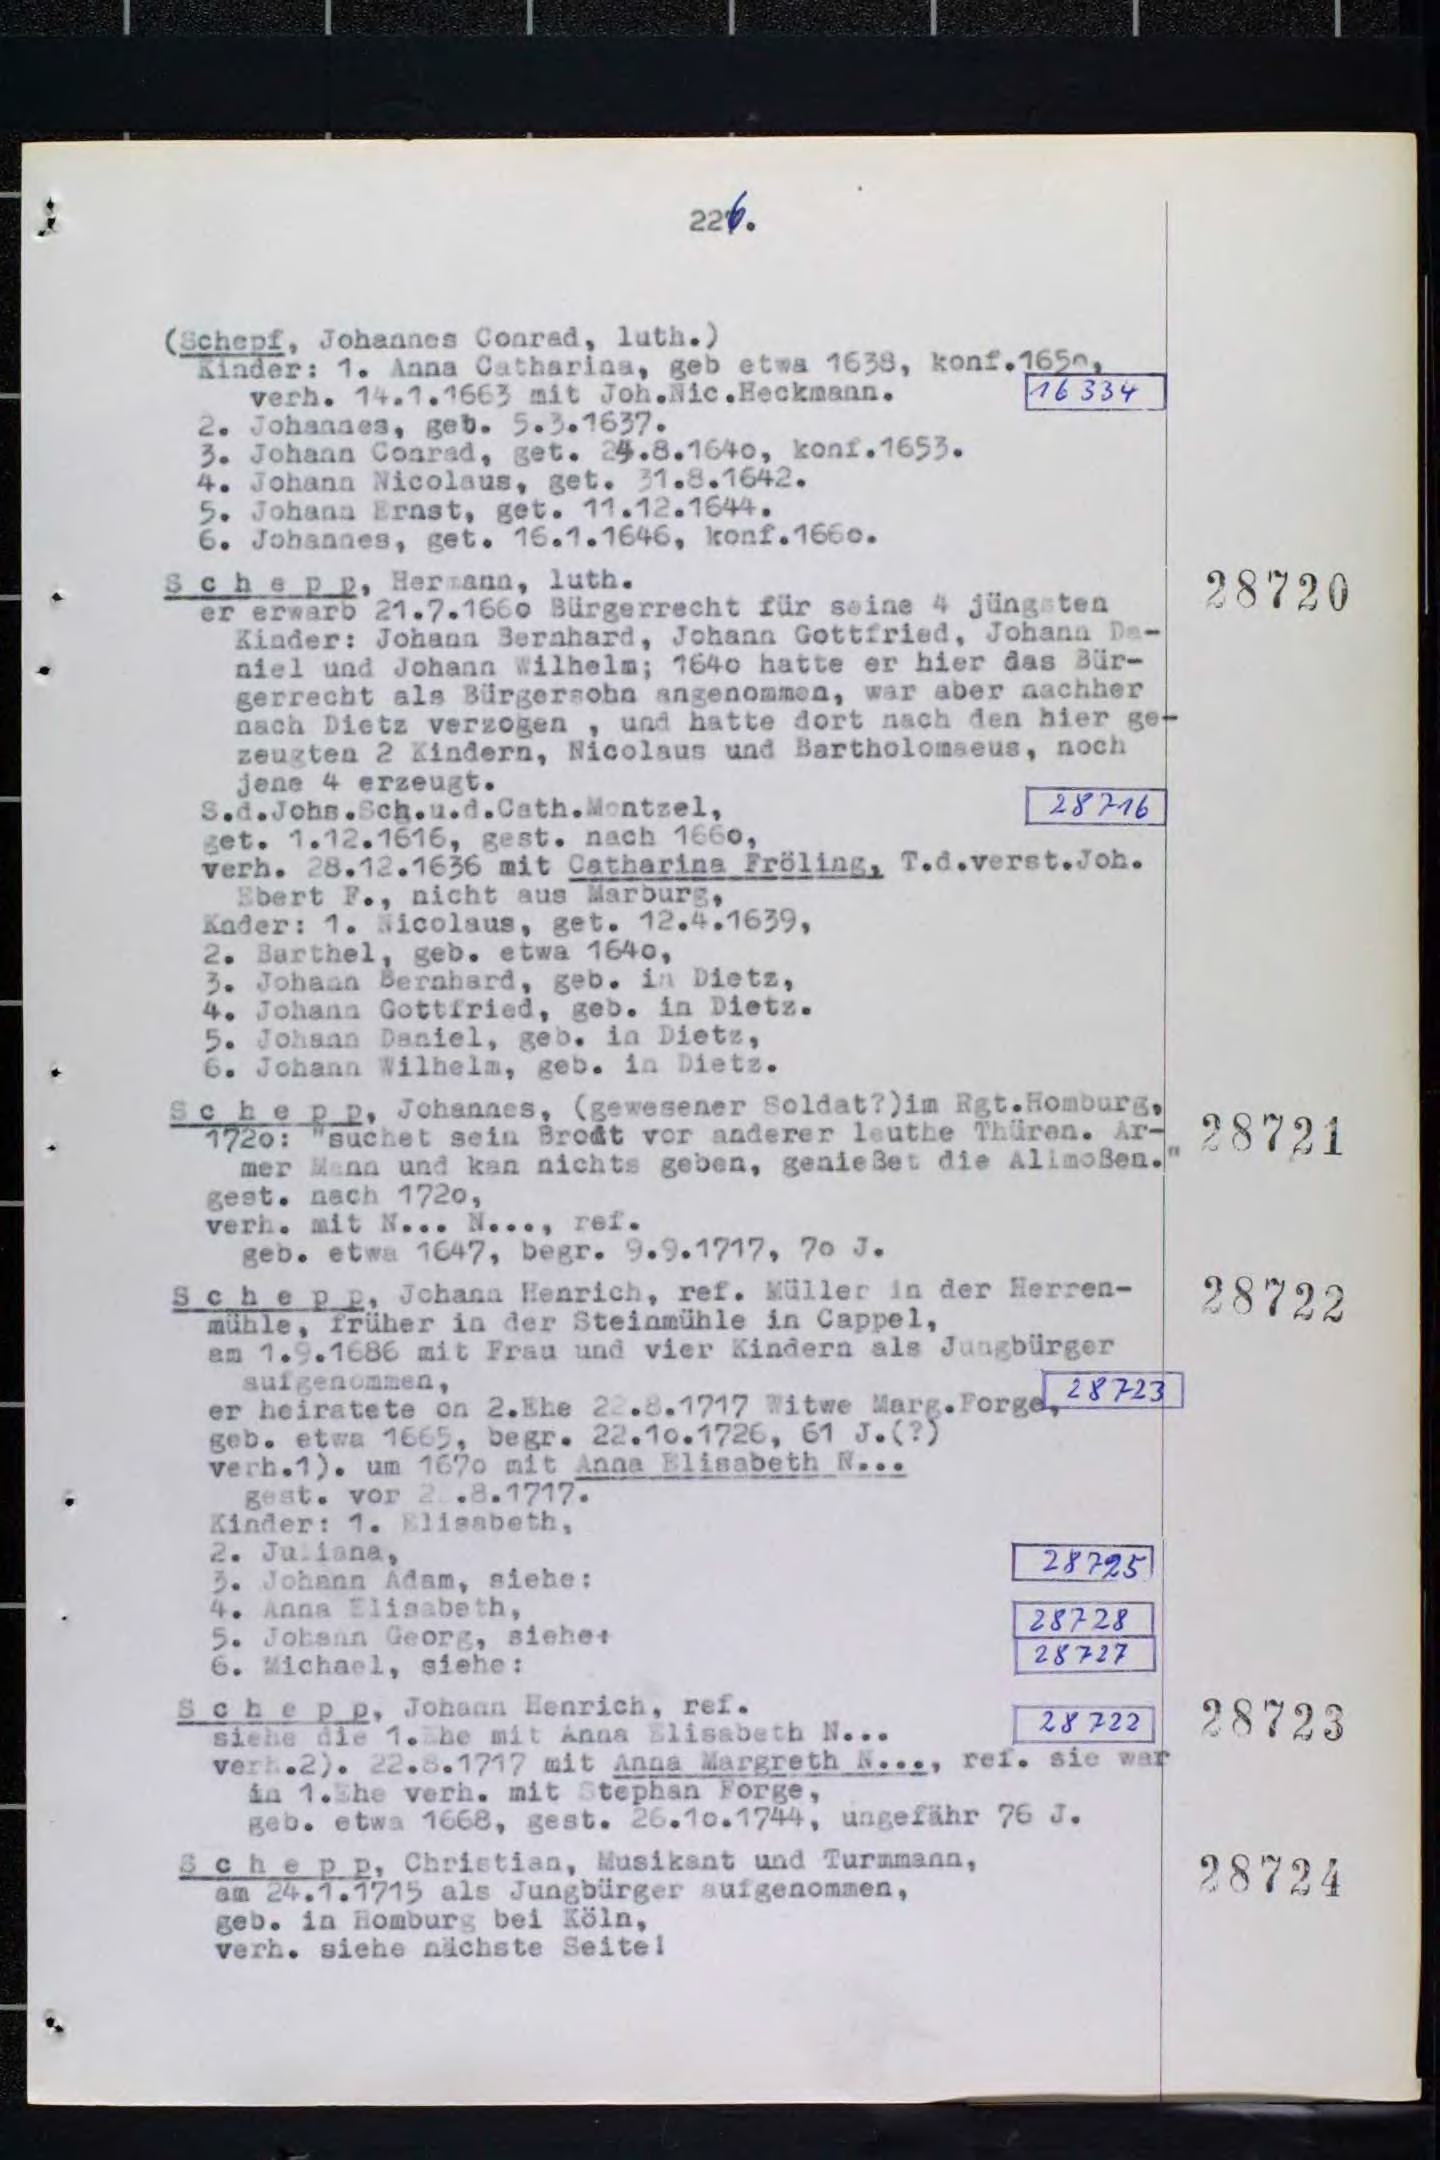 226.
(Schepf, Johannes Conrad, luth.)
Kinder: 1. Anna Catharina, geb etwa 1638, konf.1650,
verh. 14.1.1663 mit Joh.Nic.Heckmann. 16334
2. Johannes, geb. 5.3.1637.
3. Johann Conrad, get. 24.8.1640, konf.1653.
4. Johann Nicolaus, get. 31.8.1642.
5. Johann Ernst, get. 11.12.1644.
6. Johannes, get. 16.1.1646, konf.1660.
S c h e p p, Hermann, luth. 28720
er erwarb 21.7.1660 Bürgerrecht für seine 4 jüngsten
Kinder: Johann Bernhard, Johann Gottfried, Johann Da-
niel und Johann Wilhelm; 1640 hatte er hier das Bür-
gerrecht als Bürgersohn angenommen, war aber nachher
nach Dietz verzogen , und hatte dort nach den hier ge-
zeugten 2 Kindern, Nicolaus und Bartholomaeus, noch
jene 4 erzeugt.
S.d.Johs.Sch.u.d.Cath.Mentzel, 28716
get. 1.12.1616, gest. nach 1660,
verh. 28.12.1636 mit Catharina Fröling, T.d.verst.Joh.
Ebert F., nicht aus Marburg,
Knder: 1. Nicolaus, get. 12.4.1639,
2. Barthel, geb. etwa 1640,
3. Johann Bernhard, geb. in Dietz,
4. Johann Gottfried, geb. in Dietz.
5. Johann Daniel, geb. in Dietz,
6. Johann Wilhelm, geb. in Dietz.
S c h e p p, Johannes, (gewesener Soldat?)im Rgt.Homburg,
1720: "suchet sein Brodt vor anderer leuthe Thüren. Ar- 28721
mer Mann und kan nichts geben, genießet die Allmoßen."
gest. nach 1720,
verh. mit N... N..., ref.
geb. etwa 1647, begr. 9.9.1717, 70 J.
S c h e p p, Johann Henrich, ref. Müller in der Herren- 28722
mühle, früher in der Steinmühle in Cappel,
am 1.9.1686 mit Frau und vier Kindern als Jungbürger
aufgenommen, 28723
er heiratete on 2.Ehe 22.8.1717 Witwe Marg.Forge,
geb. etwa 1665, begr. 22.10.1726, 61 J.(?)
verh.1). um 1670 mit Anna Elisabeth N...
gest. vor 2 .8.1717.
Kinder: 1. Elisabeth,
2. Juliana,
3. Johann Adam, siehe: 28725
4. Anna Elisabeth,
5. Johann Georg, siehe+ 28728
6. Michael, siehe: 28727
S c h e p p, Johann Henrich, ref. 28723
siehe die 1.Ehe mit Anna Elisabeth N... 28722
verh.2). 22.8.1717 mit Anna Margreth N..., ref. sie war
in 1.Ehe verh. mit Stephan Forge,
geb. etwa 1668, gest. 26.10.1744, ungefähr 76 J.
S c h e p p, Christian, Musikant und Turmmann, 28724
am 24.1.1715 als Jungbürger aufgenommen,
geb. in Homburg bei Köln,
verh. siehe nächste Seite!